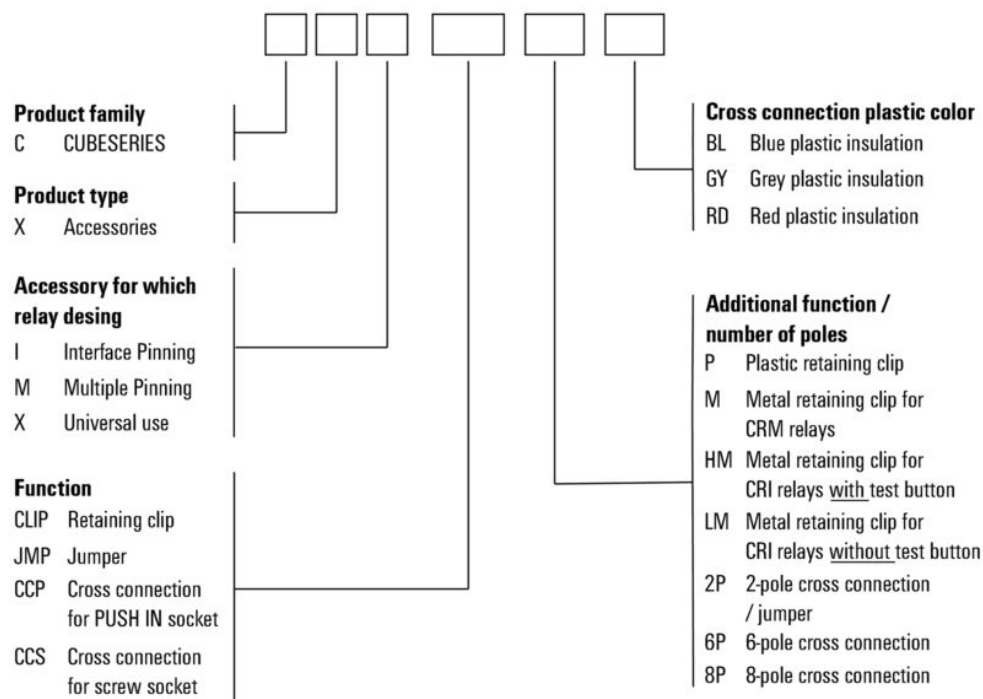 Product family
C CUBESERIES
Product type
X Accessories
Accessory for which
relay desing
I Interface Pinning
M Multiple Pinning
X Universal use
Function
CLIP Retaining clip
JMP Jumper
CCP Cross connection
for PUSH IN socket
CCS Cross connection
for screw socket
Cross connection plastic color
BL Blue plastic insulation
GY Grey plastic insulation
RD Red plastic insulation
Additional function /
number of poles
P Plastic retaining clip
M Metal retaining clip for
CRM relays
HM Metal retaining clip for
CRI relays with test button
LM Metal retaining clip for
CRI relays without test button
2P 2-pole cross connection
/ jumper
6P 6-pole cross connection
8P 8-pole cross connection